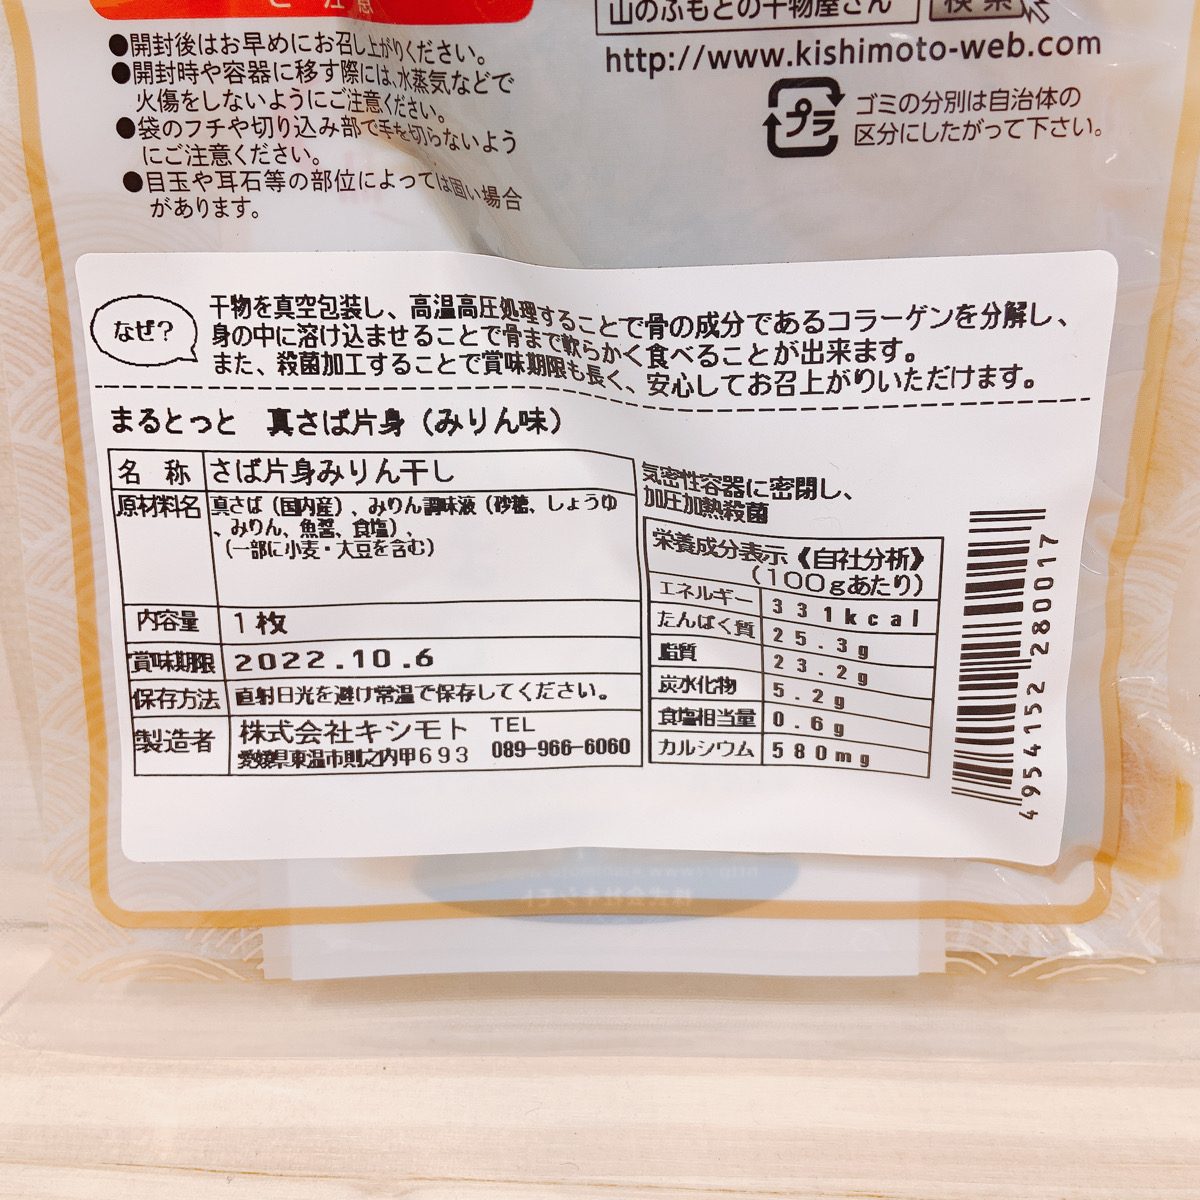 ご注意
●開封後はお早めにお召し上がりください。
●開封時や容器に移す際には、水蒸気などで
火傷をしないようにご注意ください。
●袋のフチや切り込み部で手を切らないよう
にご注意ください。
●目玉や耳石等の部位によっては固い場合
があります。
山のふもとの干物屋さん 検索
http://www.kishimoto-web.com
プラ
ゴミの分別は自治体の
区分にしたがって下さい。
なぜ?
干物を真空包装し、高温高圧処理することで骨の成分であるコラーゲンを分解し、
身の中に溶け込ませることで骨まで軟らかく食べることが出来ます。
また、殺菌加工することで賞味期限も長く、安心してお召上がりいただけます。
まるとっと 真さば片身(みりん味)
名 称 さば片身みりん干し
原材料名 真さば(国内産)、みりん調味液(砂糖、しょうゆ
、みりん、魚醤、食塩)、
(一部に小麦・大豆を含む)
内容量 1枚
賞味期限 2022.10.6
保存方法 直射日光を避け常温で保存してください。
製造者 株式会社キシモト TEL
愛媛県東温市則之内甲693 089-966-6060
気密性容器に密閉し、
加圧加熱殺菌
栄養成分表示《自社分析》
(100gあたり)
エネルギー 331kcal
たんぱく質 25.3g
脂質 23.2g
炭水化物 5.2g
食塩相当量 0.6g
カルシウム 580mg
4954152280017